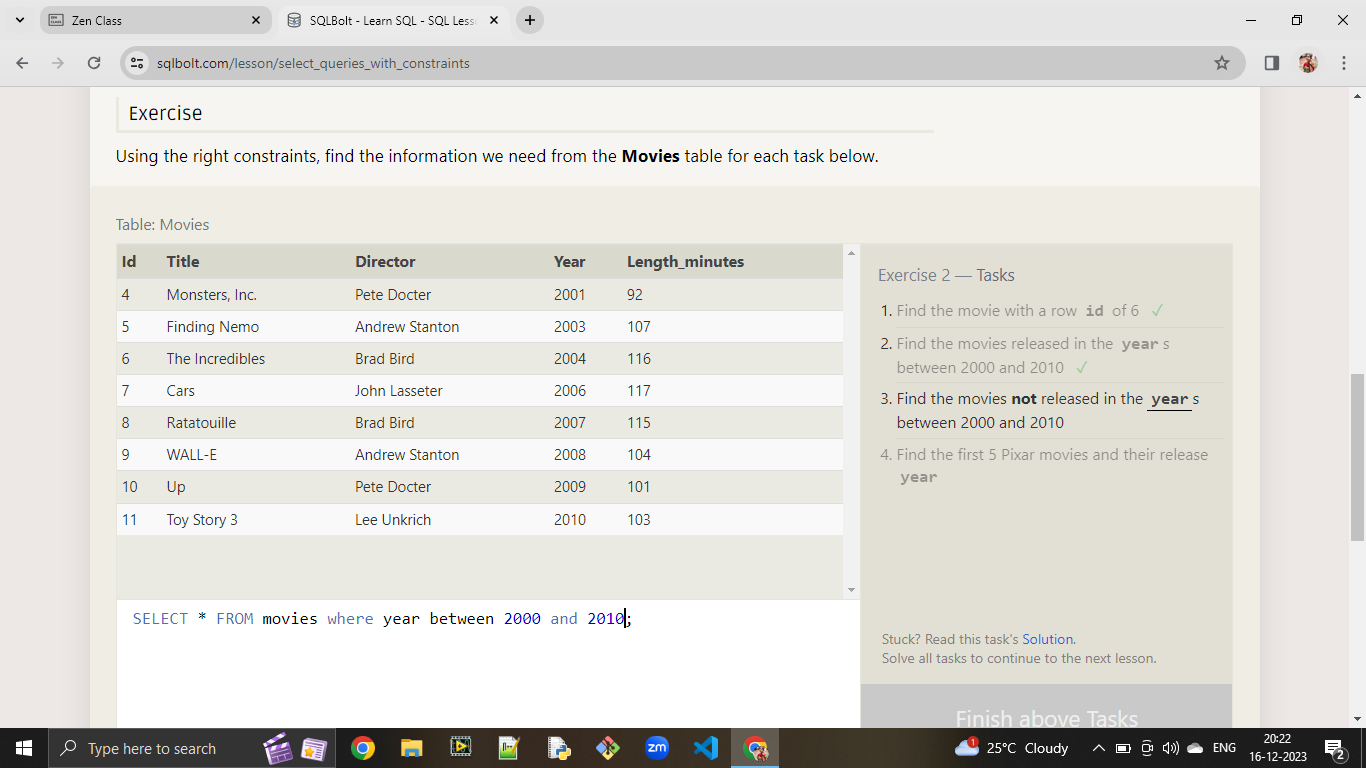 Zen Class
SQLBolt - Learn SQL - SQL Less
sqlbolt.com/lesson/select_queries_with_constraints
Exercise
Using the right constraints, find the information we need from the Movies table for each task below.
Table: Movies
Id Title Director Year Length_minutes
4 Monsters, Inc. Pete Docter 2001 92
5 Finding Nemo Andrew Stanton 2003 107
6 The Incredibles Brad Bird 2004 116
7 Cars John Lasseter 2006 117
8 Ratatouille Brad Bird 2007 115
9 WALL-E Andrew Stanton 2008 104
10 Up Pete Docter 2009 101
11 Toy Story 3 Lee Unkrich 2010 103
SELECT * FROM movies where year between 2000 and 2010;
Exercise 2 — Tasks
1. Find the movie with a row id of 6 ✓
2. Find the movies released in the year s
between 2000 and 2010 ✓
3. Find the movies not released in the year s
between 2000 and 2010
4. Find the first 5 Pixar movies and their release
year
Stuck? Read this task's Solution.
Solve all tasks to continue to the next lesson.
Finish above Tasks
Type here to search
zm
1
25°C Cloudy
ENG
20:22
16-12-2023
2